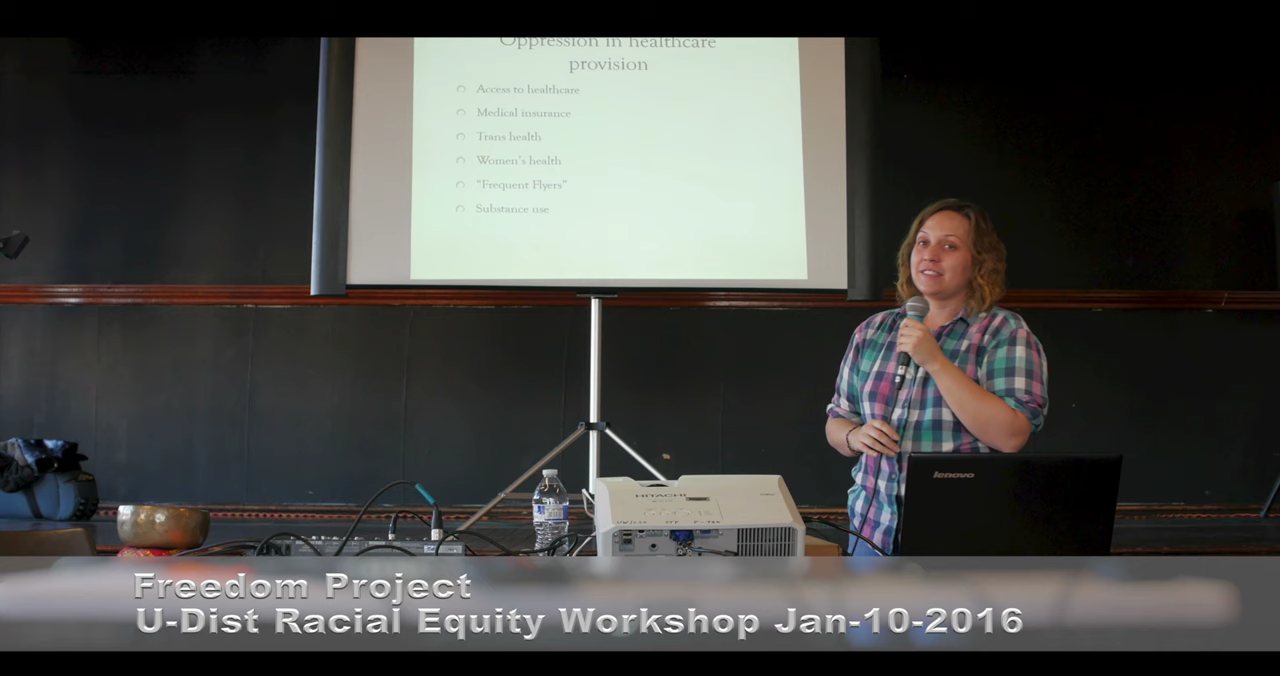 Oppression in healthcare
provision
Access to healthcare
Medical insurance
Trans health
Women's health
"Frequent Flyers"
Substance use
lenovo
HITACHI
Freedom Project
U-Dist Racial Equity Workshop Jan-10-2016